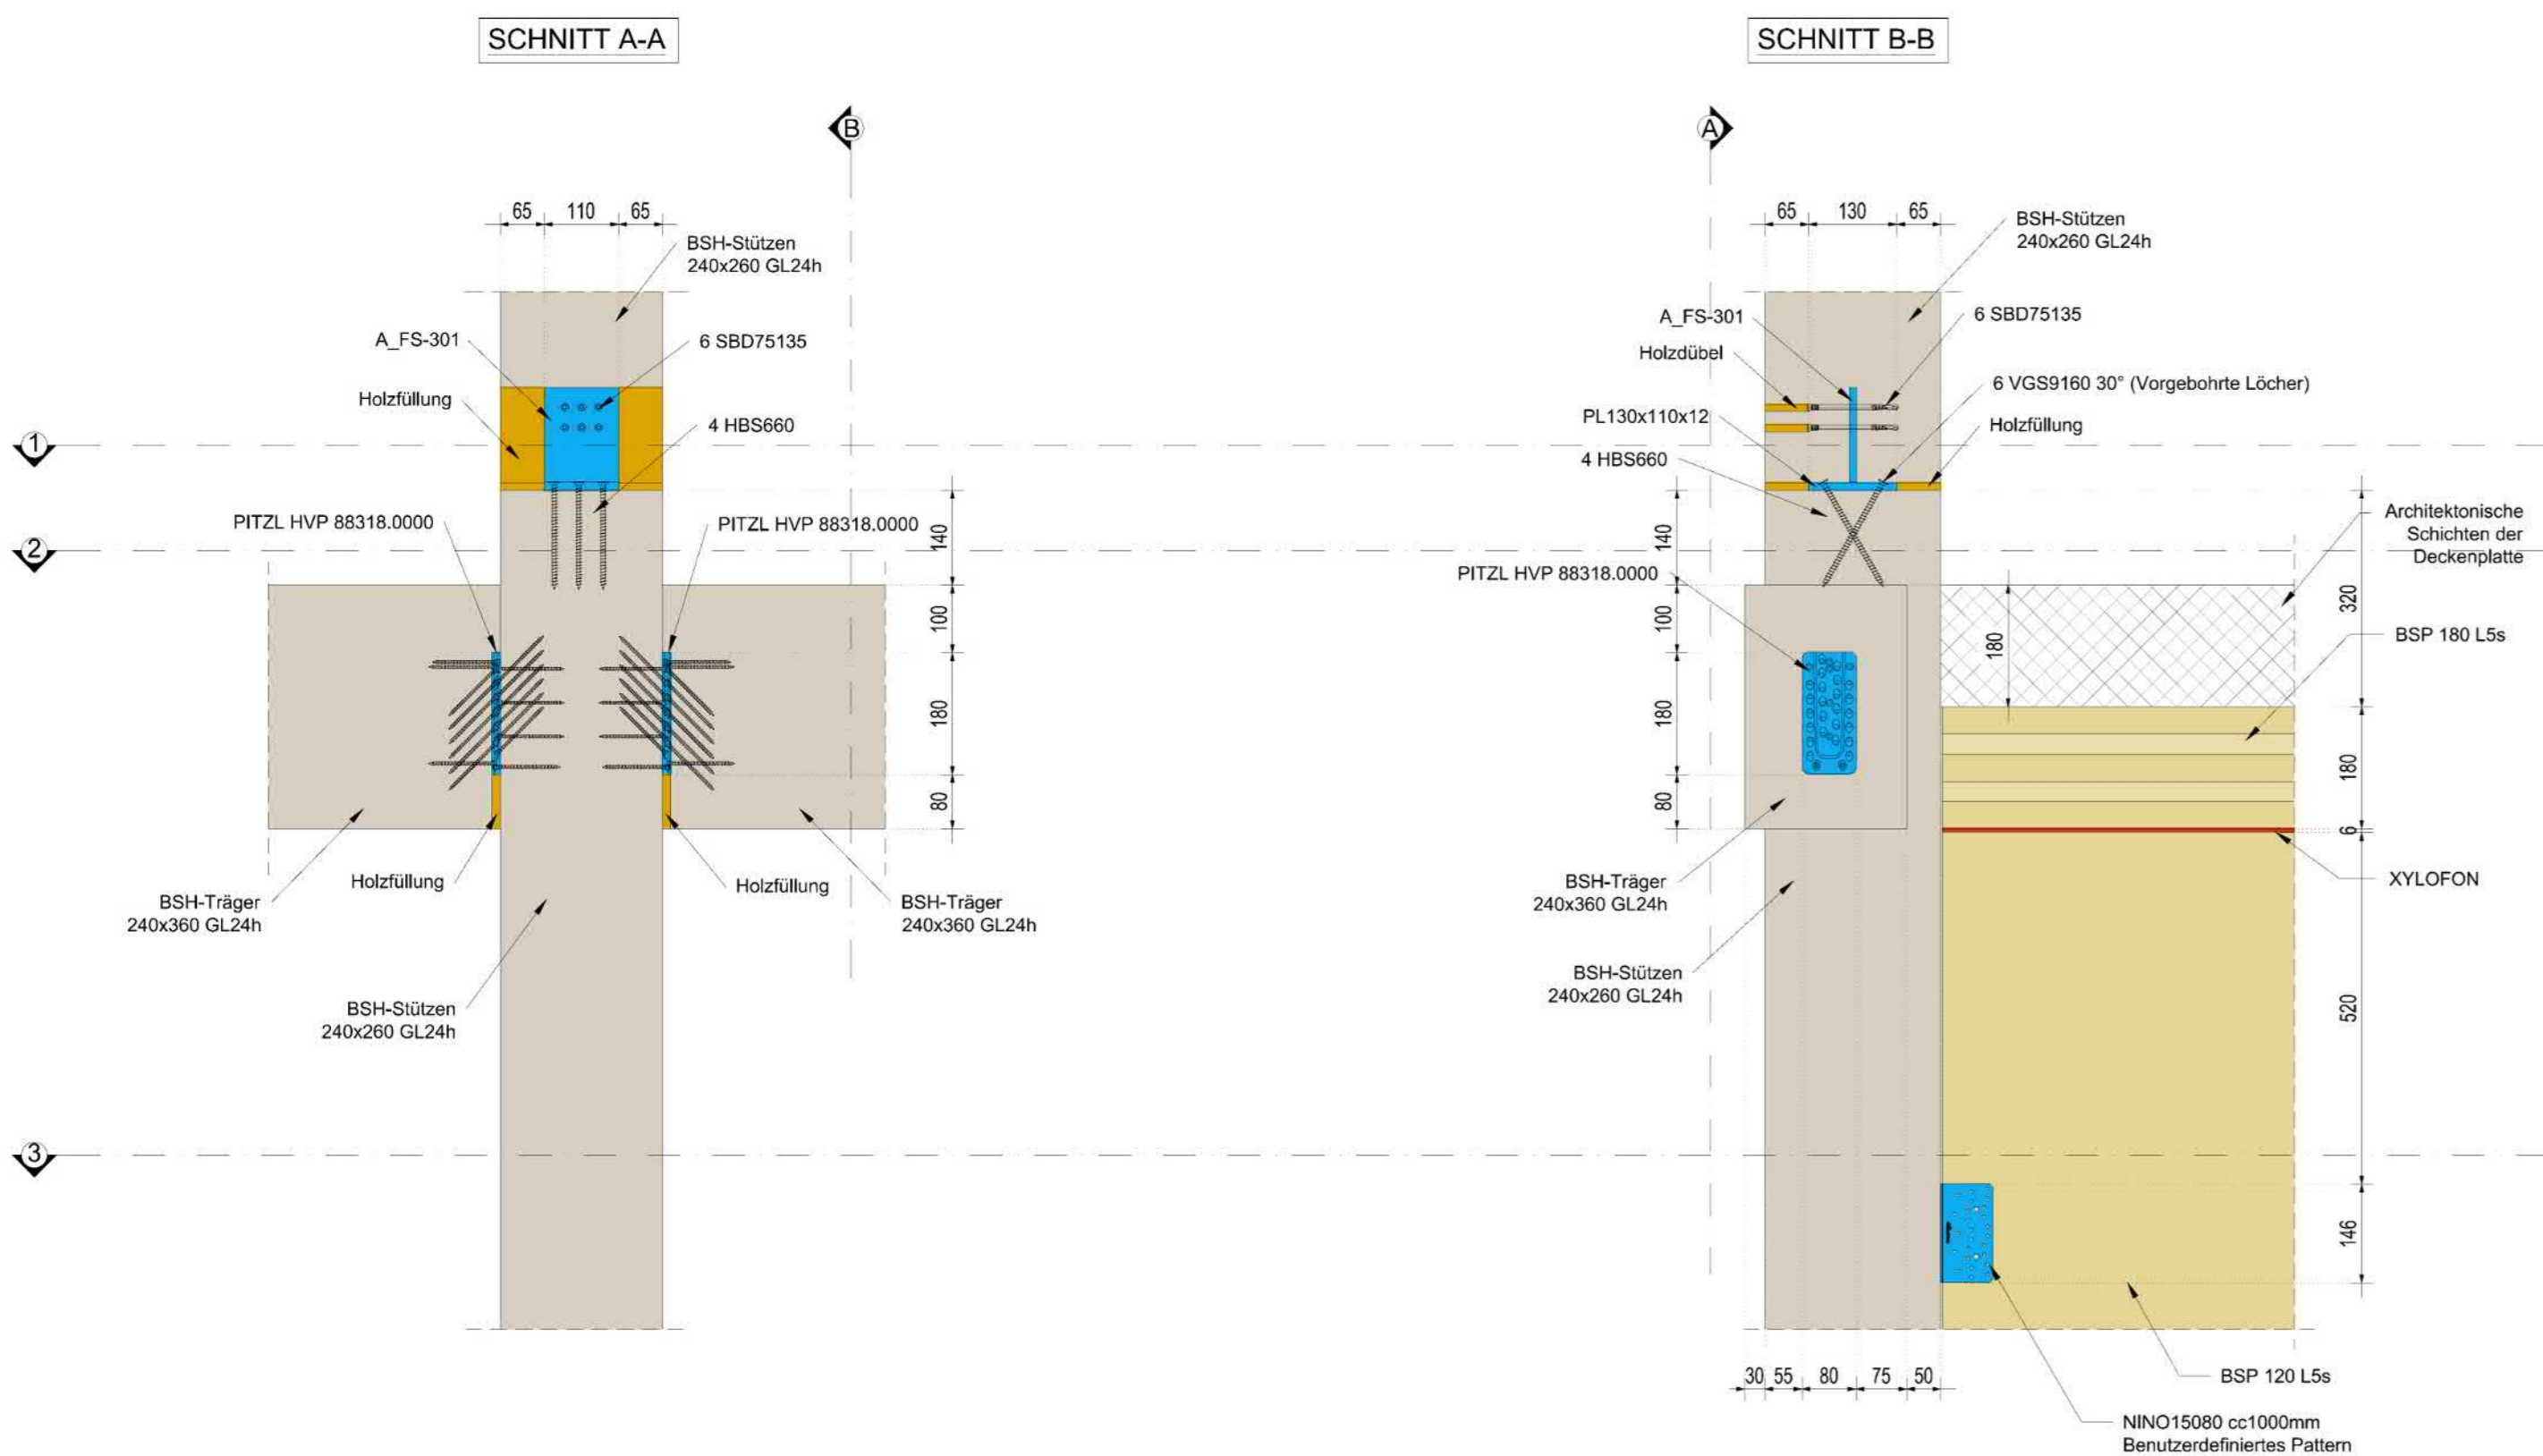 SCHNITT A-A
B
65 110 65
BSH-Stützen
240x260 GL24h
A_FS-301
6 SBD75135
Holzfüllung
4 HBS660
1
140
PITZL HVP 88318.0000
PITZL HVP 88318.0000
2
100
180
80
Holzfüllung
Holzfüllung
BSH-Träger
240x360 GL24h
BSH-Träger
240x360 GL24h
BSH-Stützen
240x260 GL24h
3
SCHNITT B-B
A
65 130 65
BSH-Stützen
240x260 GL24h
A_FS-301
6 SBD75135
Holzdübel
6 VGS9160 30° (Vorgebohrte Löcher)
PL130x110x12
Holzfüllung
4 HBS660
Architektonische
Schichten der
Deckenplatte
140
PITZL HVP 88318.0000
100
320
180
BSP 180 L5s
180
180
80
6
XYLOFON
BSH-Träger
240x360 GL24h
BSH-Stützen
240x260 GL24h
520
146
30 55 80 75 50
BSP 120 L5s
NINO15080 cc1000mm
Benutzerdefiniertes Pattern